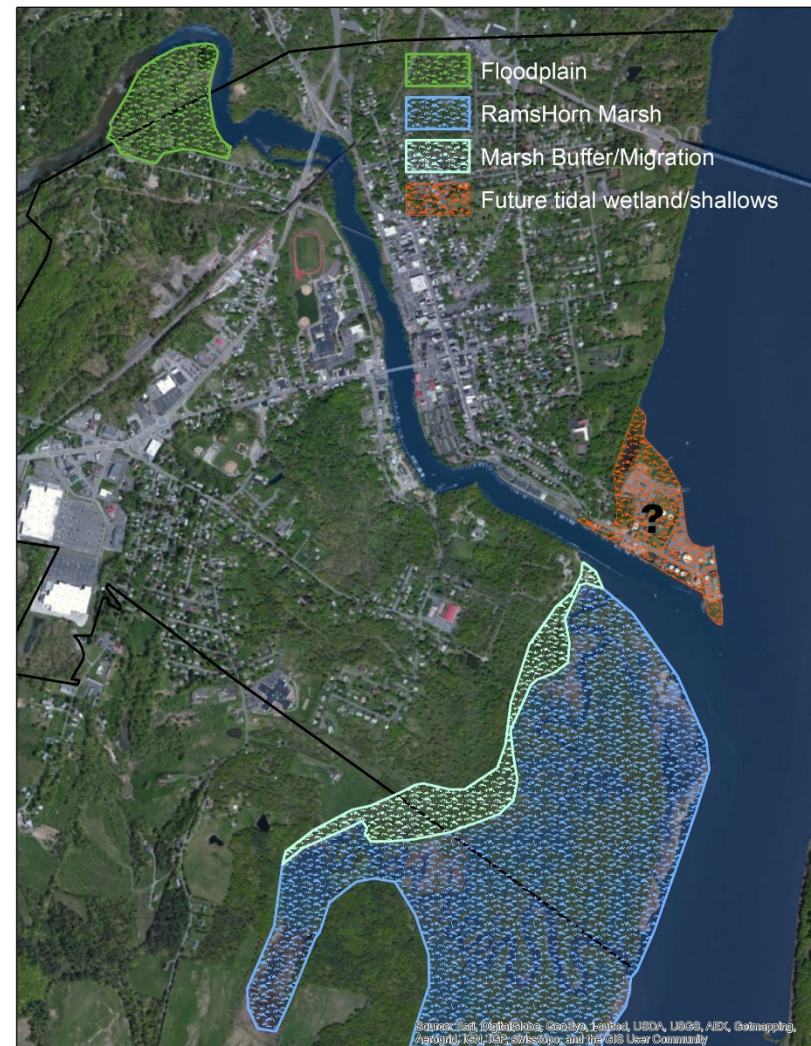 Floodplain
RamsHorn Marsh
Marsh Buffer/Migration
Future tidal wetland/shallows
?
Source: Esri, DigitalGlobe, GeoEye, i-cubed, USDA, USGS, AEX, Getmapping,
Aerogrid, IGN, IGP, swisstopo, and the GIS User Community